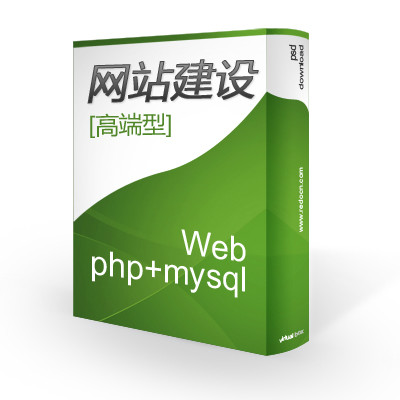 网站建设
[高端型]
Web
php+mysql
psd
download
www.redocn.com